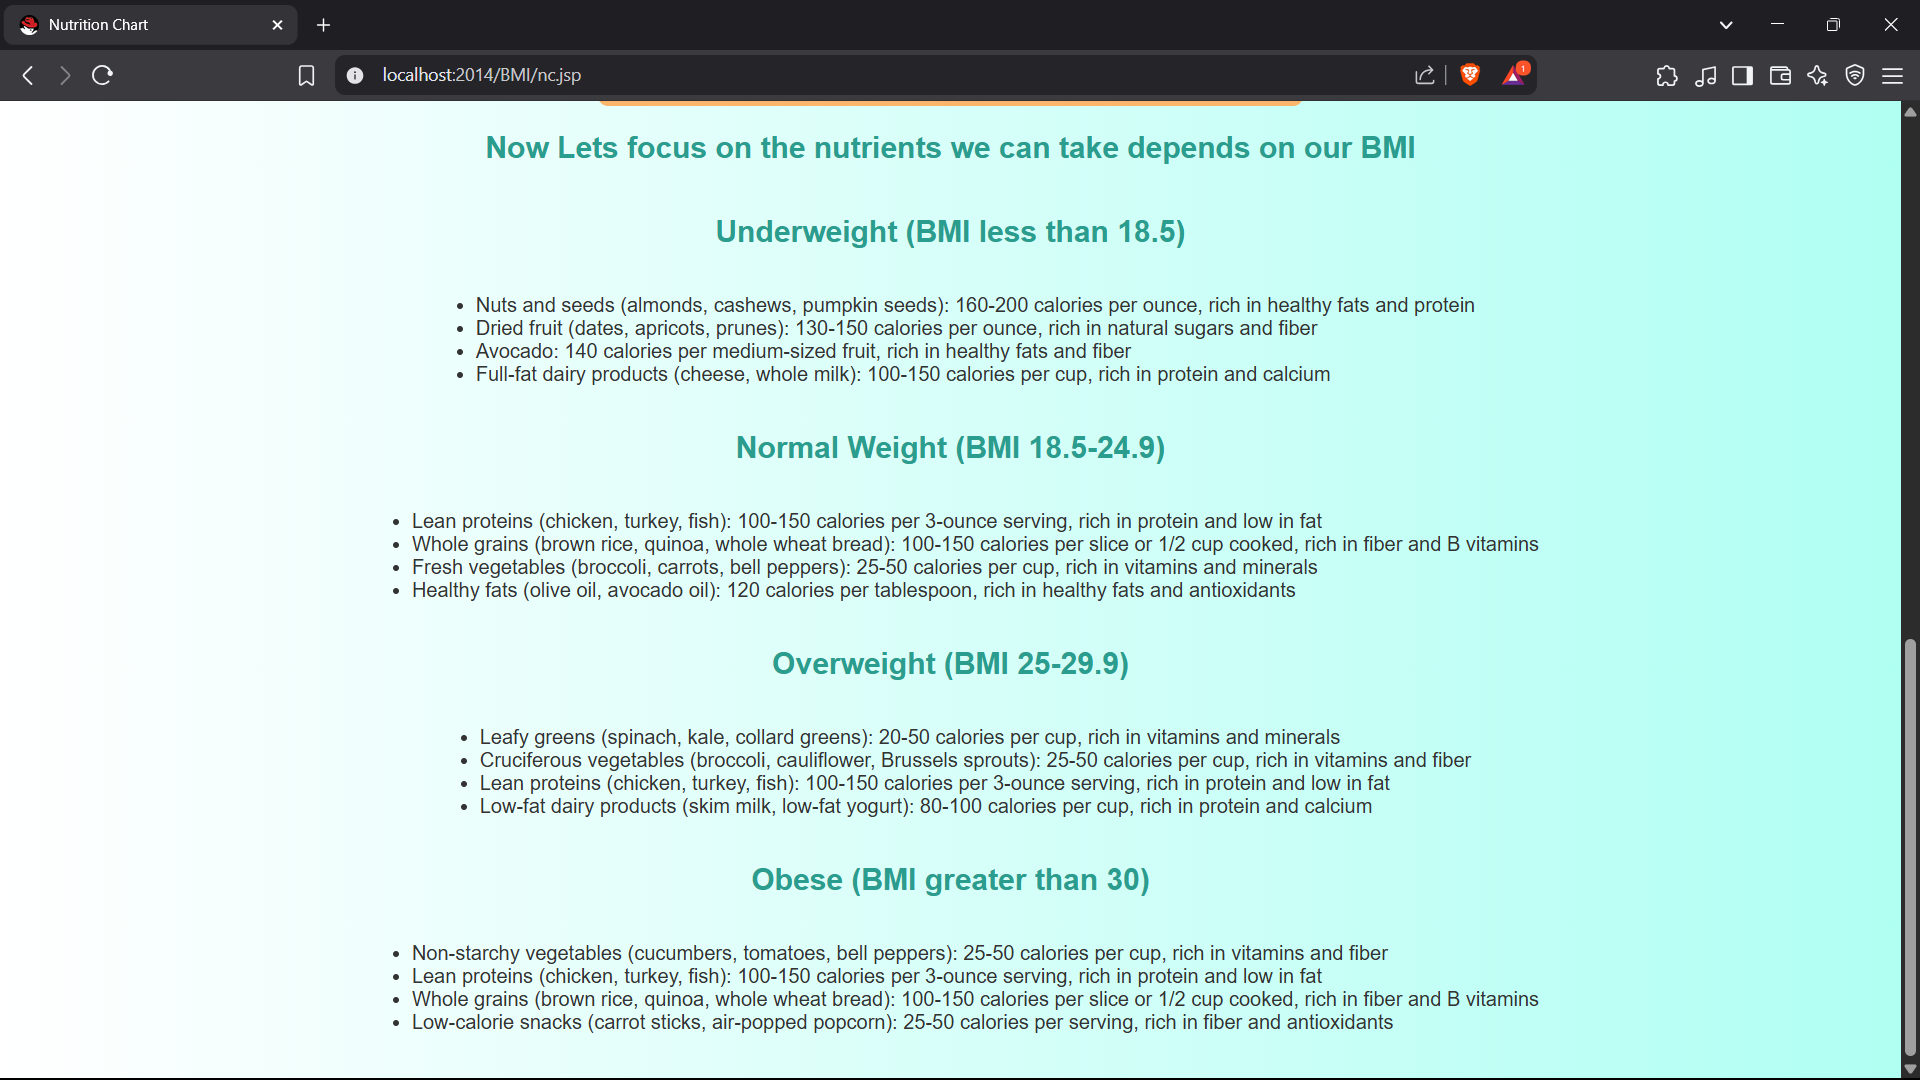 Nutrition Chart
localhost:2014/BMI/nc.jsp
1
Now Lets focus on the nutrients we can take depends on our BMI
Underweight (BMI less than 18.5)
• Nuts and seeds (almonds, cashews, pumpkin seeds): 160-200 calories per ounce, rich in healthy fats and protein
• Dried fruit (dates, apricots, prunes): 130-150 calories per ounce, rich in natural sugars and fiber
• Avocado: 140 calories per medium-sized fruit, rich in healthy fats and fiber
• Full-fat dairy products (cheese, whole milk): 100-150 calories per cup, rich in protein and calcium
Normal Weight (BMI 18.5-24.9)
• Lean proteins (chicken, turkey, fish): 100-150 calories per 3-ounce serving, rich in protein and low in fat
• Whole grains (brown rice, quinoa, whole wheat bread): 100-150 calories per slice or 1/2 cup cooked, rich in fiber and B vitamins
• Fresh vegetables (broccoli, carrots, bell peppers): 25-50 calories per cup, rich in vitamins and minerals
• Healthy fats (olive oil, avocado oil): 120 calories per tablespoon, rich in healthy fats and antioxidants
Overweight (BMI 25-29.9)
• Leafy greens (spinach, kale, collard greens): 20-50 calories per cup, rich in vitamins and minerals
• Cruciferous vegetables (broccoli, cauliflower, Brussels sprouts): 25-50 calories per cup, rich in vitamins and fiber
• Lean proteins (chicken, turkey, fish): 100-150 calories per 3-ounce serving, rich in protein and low in fat
• Low-fat dairy products (skim milk, low-fat yogurt): 80-100 calories per cup, rich in protein and calcium
Obese (BMI greater than 30)
• Non-starchy vegetables (cucumbers, tomatoes, bell peppers): 25-50 calories per cup, rich in vitamins and fiber
• Lean proteins (chicken, turkey, fish): 100-150 calories per 3-ounce serving, rich in protein and low in fat
• Whole grains (brown rice, quinoa, whole wheat bread): 100-150 calories per slice or 1/2 cup cooked, rich in fiber and B vitamins
• Low-calorie snacks (carrot sticks, air-popped popcorn): 25-50 calories per serving, rich in fiber and antioxidants